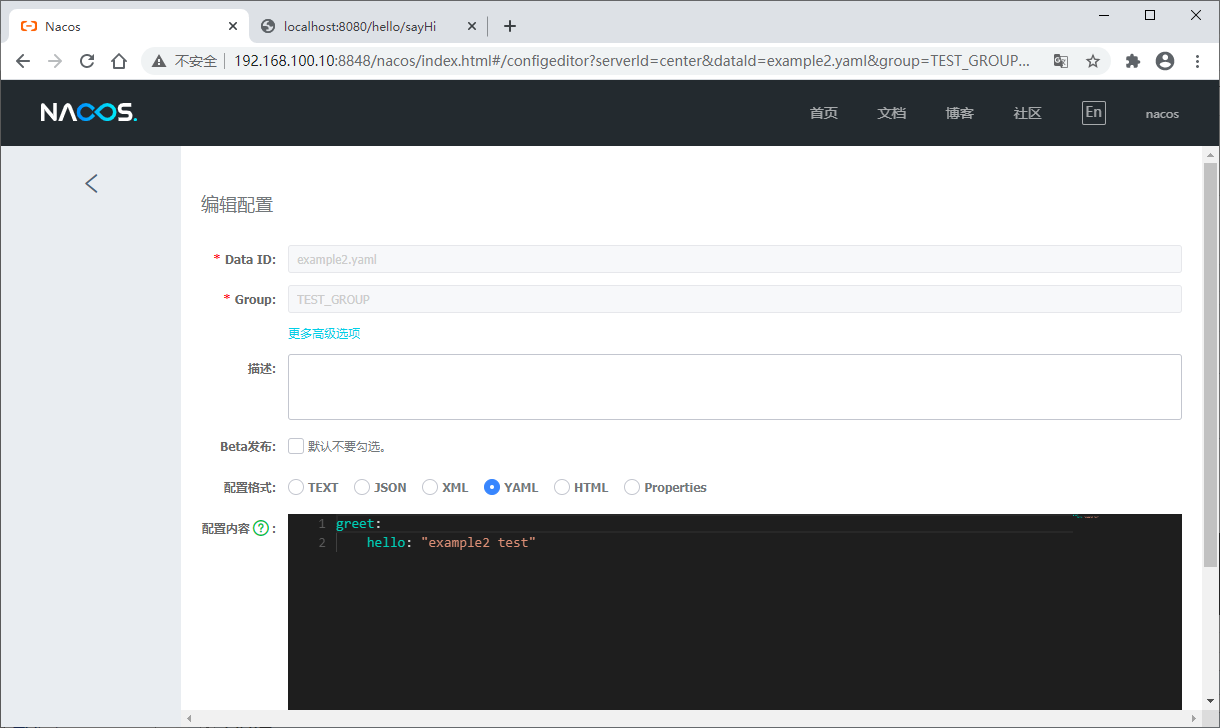 Nacos
localhost:8080/hello/sayHi
不安全 192.168.100.10:8848/nacos/index.html#/configeditor?serverId=center&dataId=example2.yaml&group=TEST_GROUP...
NACOS. 首页 文档 博客 社区 En nacos
编辑配置
* Data ID: example2.yaml
* Group: TEST_GROUP
更多高级选项
描述:
Beta发布: 默认不要勾选。
配置格式: TEXT JSON XML YAML HTML Properties
配置内容 ? :
1 greet:
2 hello: "example2 test"